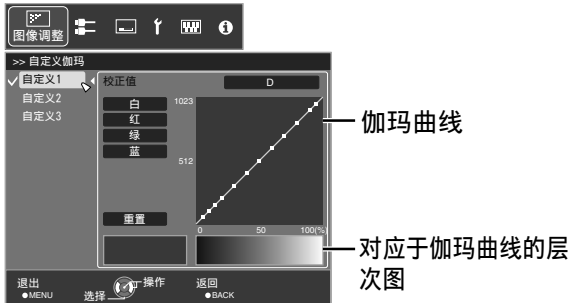 图像调整
>> 自定义伽玛
自定义1
自定义2
自定义3
校正值
D
白
红
绿
蓝
重置
1023
512
0
50
100(%)
伽玛曲线
对应于伽玛曲线的层
次图
退出
●MENU
选择
操作
返回
●BACK